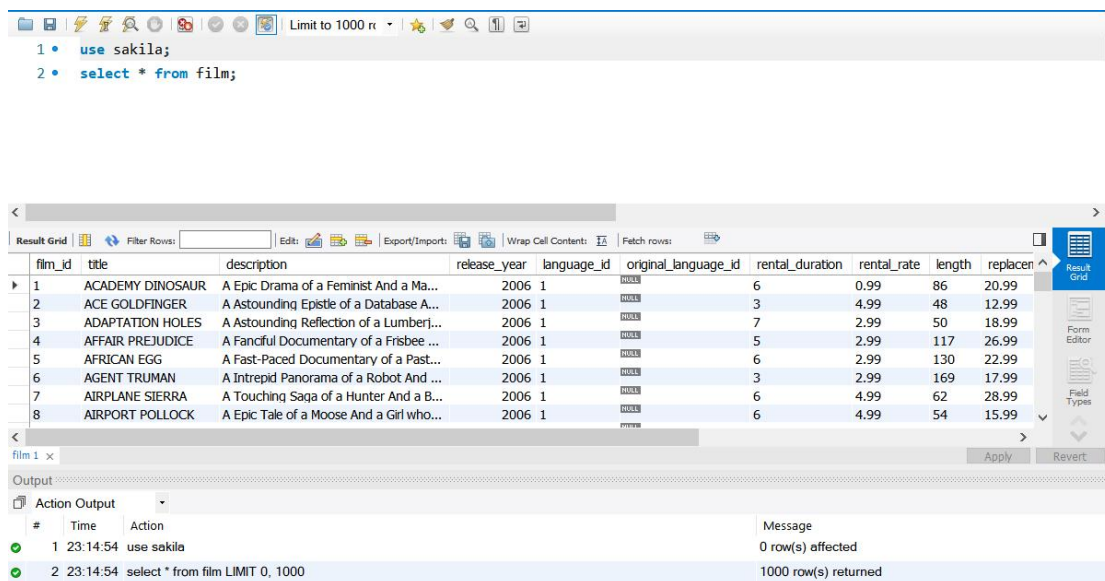 Limit to 1000 rc
1 use sakila;
2 select * from film;
Result Grid Filter Rows: Edit: Export/Import: Wrap Cell Content: Fetch rows:
film_id title description release_year language_id original_language_id rental_duration rental_rate length replacen
1 ACADEMY DINOSAUR A Epic Drama of a Feminist And a Ma... 2006 1 NULL 6 0.99 86 20.99
2 ACE GOLDFINGER A Astounding Epistle of a Database A... 2006 1 NULL 3 4.99 48 12.99
3 ADAPTATION HOLES A Astounding Reflection of a Lumberj... 2006 1 NULL 7 2.99 50 18.99
4 AFFAIR PREJUDICE A Fanciful Documentary of a Frisbee ... 2006 1 NULL 5 2.99 117 26.99
5 AFRICAN EGG A Fast-Paced Documentary of a Past... 2006 1 NULL 6 2.99 130 22.99
6 AGENT TRUMAN A Intrepid Panorama of a Robot And ... 2006 1 NULL 3 2.99 169 17.99
7 AIRPLANE SIERRA A Touching Saga of a Hunter And a B... 2006 1 NULL 6 4.99 62 28.99
8 AIRPORT POLLOCK A Epic Tale of a Moose And a Girl who... 2006 1 NULL 6 4.99 54 15.99
Result
Grid
Form
Editor
Field
Types
film 1 Apply Revert
Output
Action Output
# Time Action Message
1 23:14:54 use sakila 0 row(s) affected
2 23:14:54 select * from film LIMIT 0, 1000 1000 row(s) returned